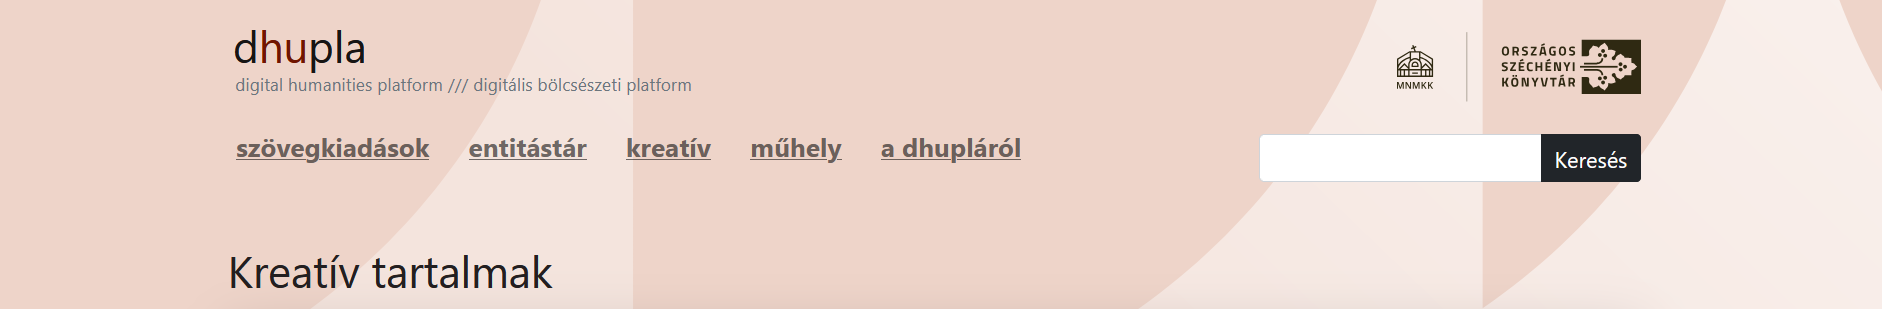 dhupla
digital humanities platform /// digitális bölcsészeti platform
MNMKK
ORSZÁGOS
SZÉCHÉNYI
KÖNYVTÁR
szövegkiadások entitástár kreatív műhely a dhupláról
Keresés
Kreatív tartalmak